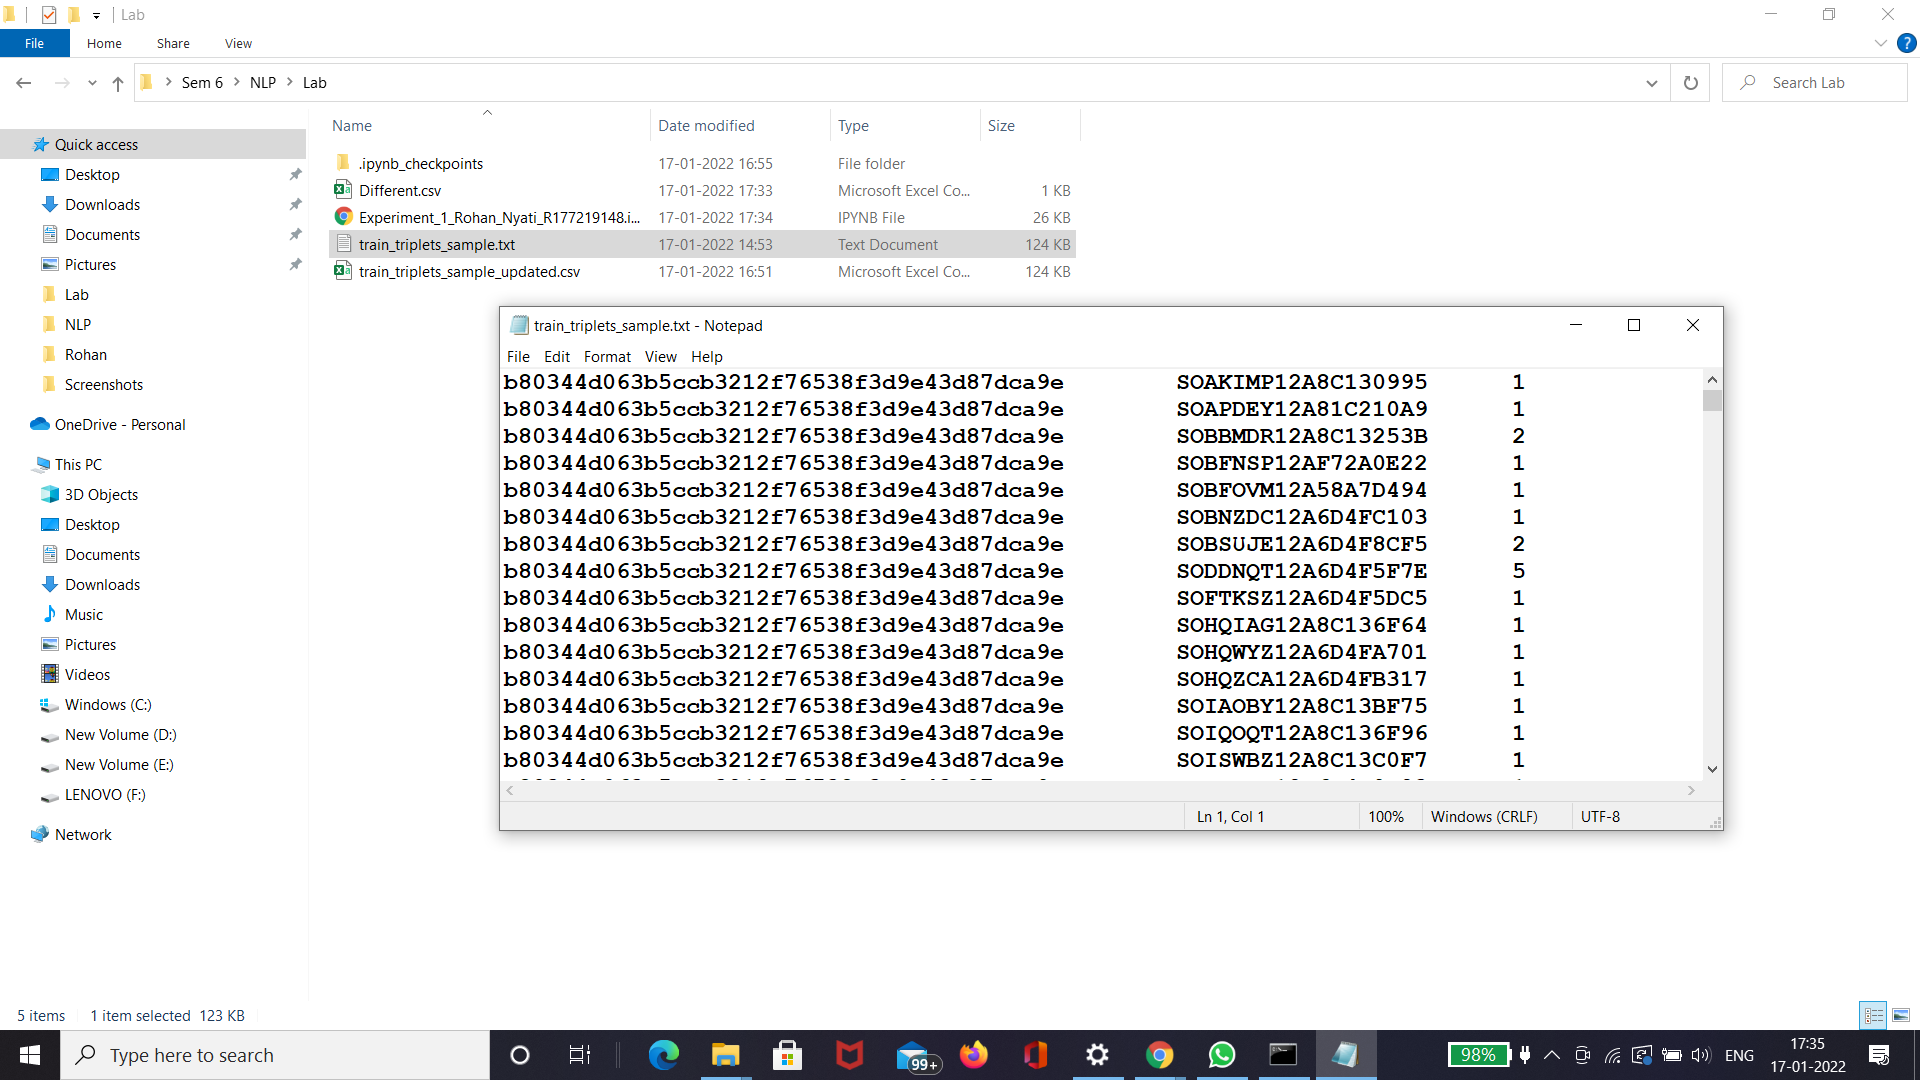 Lab
File Home Share View
Sem 6 NLP Lab
Search Lab
Name Date modified Type Size
.ipynb_checkpoints 17-01-2022 16:55 File folder
Different.csv 17-01-2022 17:33 Microsoft Excel Co... 1 KB
Experiment_1_Rohan_Nyati_R177219148.i... 17-01-2022 17:34 IPYNB File 26 KB
train_triplets_sample.txt 17-01-2022 14:53 Text Document 124 KB
train_triplets_sample_updated.csv 17-01-2022 16:51 Microsoft Excel Co... 124 KB
Quick access
Desktop
Downloads
Documents
Pictures
Lab
NLP
Rohan
Screenshots
OneDrive - Personal
This PC
3D Objects
Desktop
Documents
Downloads
Music
Pictures
Videos
Windows (C:)
New Volume (D:)
New Volume (E:)
LENOVO (F:)
Network
train_triplets_sample.txt - Notepad
File Edit Format View Help
b80344d063b5ccb3212f76538f3d9e43d87dca9e SOAKIMP12A8C130995 1
b80344d063b5ccb3212f76538f3d9e43d87dca9e SOAPDEY12A81C210A9 1
b80344d063b5ccb3212f76538f3d9e43d87dca9e SOBBMDR12A8C13253B 2
b80344d063b5ccb3212f76538f3d9e43d87dca9e SOBFNSP12AF72A0E22 1
b80344d063b5ccb3212f76538f3d9e43d87dca9e SOBFOVM12A58A7D494 1
b80344d063b5ccb3212f76538f3d9e43d87dca9e SOBNZDC12A6D4FC103 1
b80344d063b5ccb3212f76538f3d9e43d87dca9e SOBSUJE12A6D4F8CF5 2
b80344d063b5ccb3212f76538f3d9e43d87dca9e SODDNQT12A6D4F5F7E 5
b80344d063b5ccb3212f76538f3d9e43d87dca9e SOFTKSZ12A6D4F5DC5 1
b80344d063b5ccb3212f76538f3d9e43d87dca9e SOHQIAG12A8C136F64 1
b80344d063b5ccb3212f76538f3d9e43d87dca9e SOHQWYZ12A6D4FA701 1
b80344d063b5ccb3212f76538f3d9e43d87dca9e SOHQZCA12A6D4FB317 1
b80344d063b5ccb3212f76538f3d9e43d87dca9e SOIAOBY12A8C13BF75 1
b80344d063b5ccb3212f76538f3d9e43d87dca9e SOIQOQT12A8C136F96 1
b80344d063b5ccb3212f76538f3d9e43d87dca9e SOISWBZ12A8C13C0F7 1
Ln 1, Col 1 100% Windows (CRLF) UTF-8
5 items 1 item selected 123 KB
Type here to search
99+
98%
ENG
17:35
17-01-2022